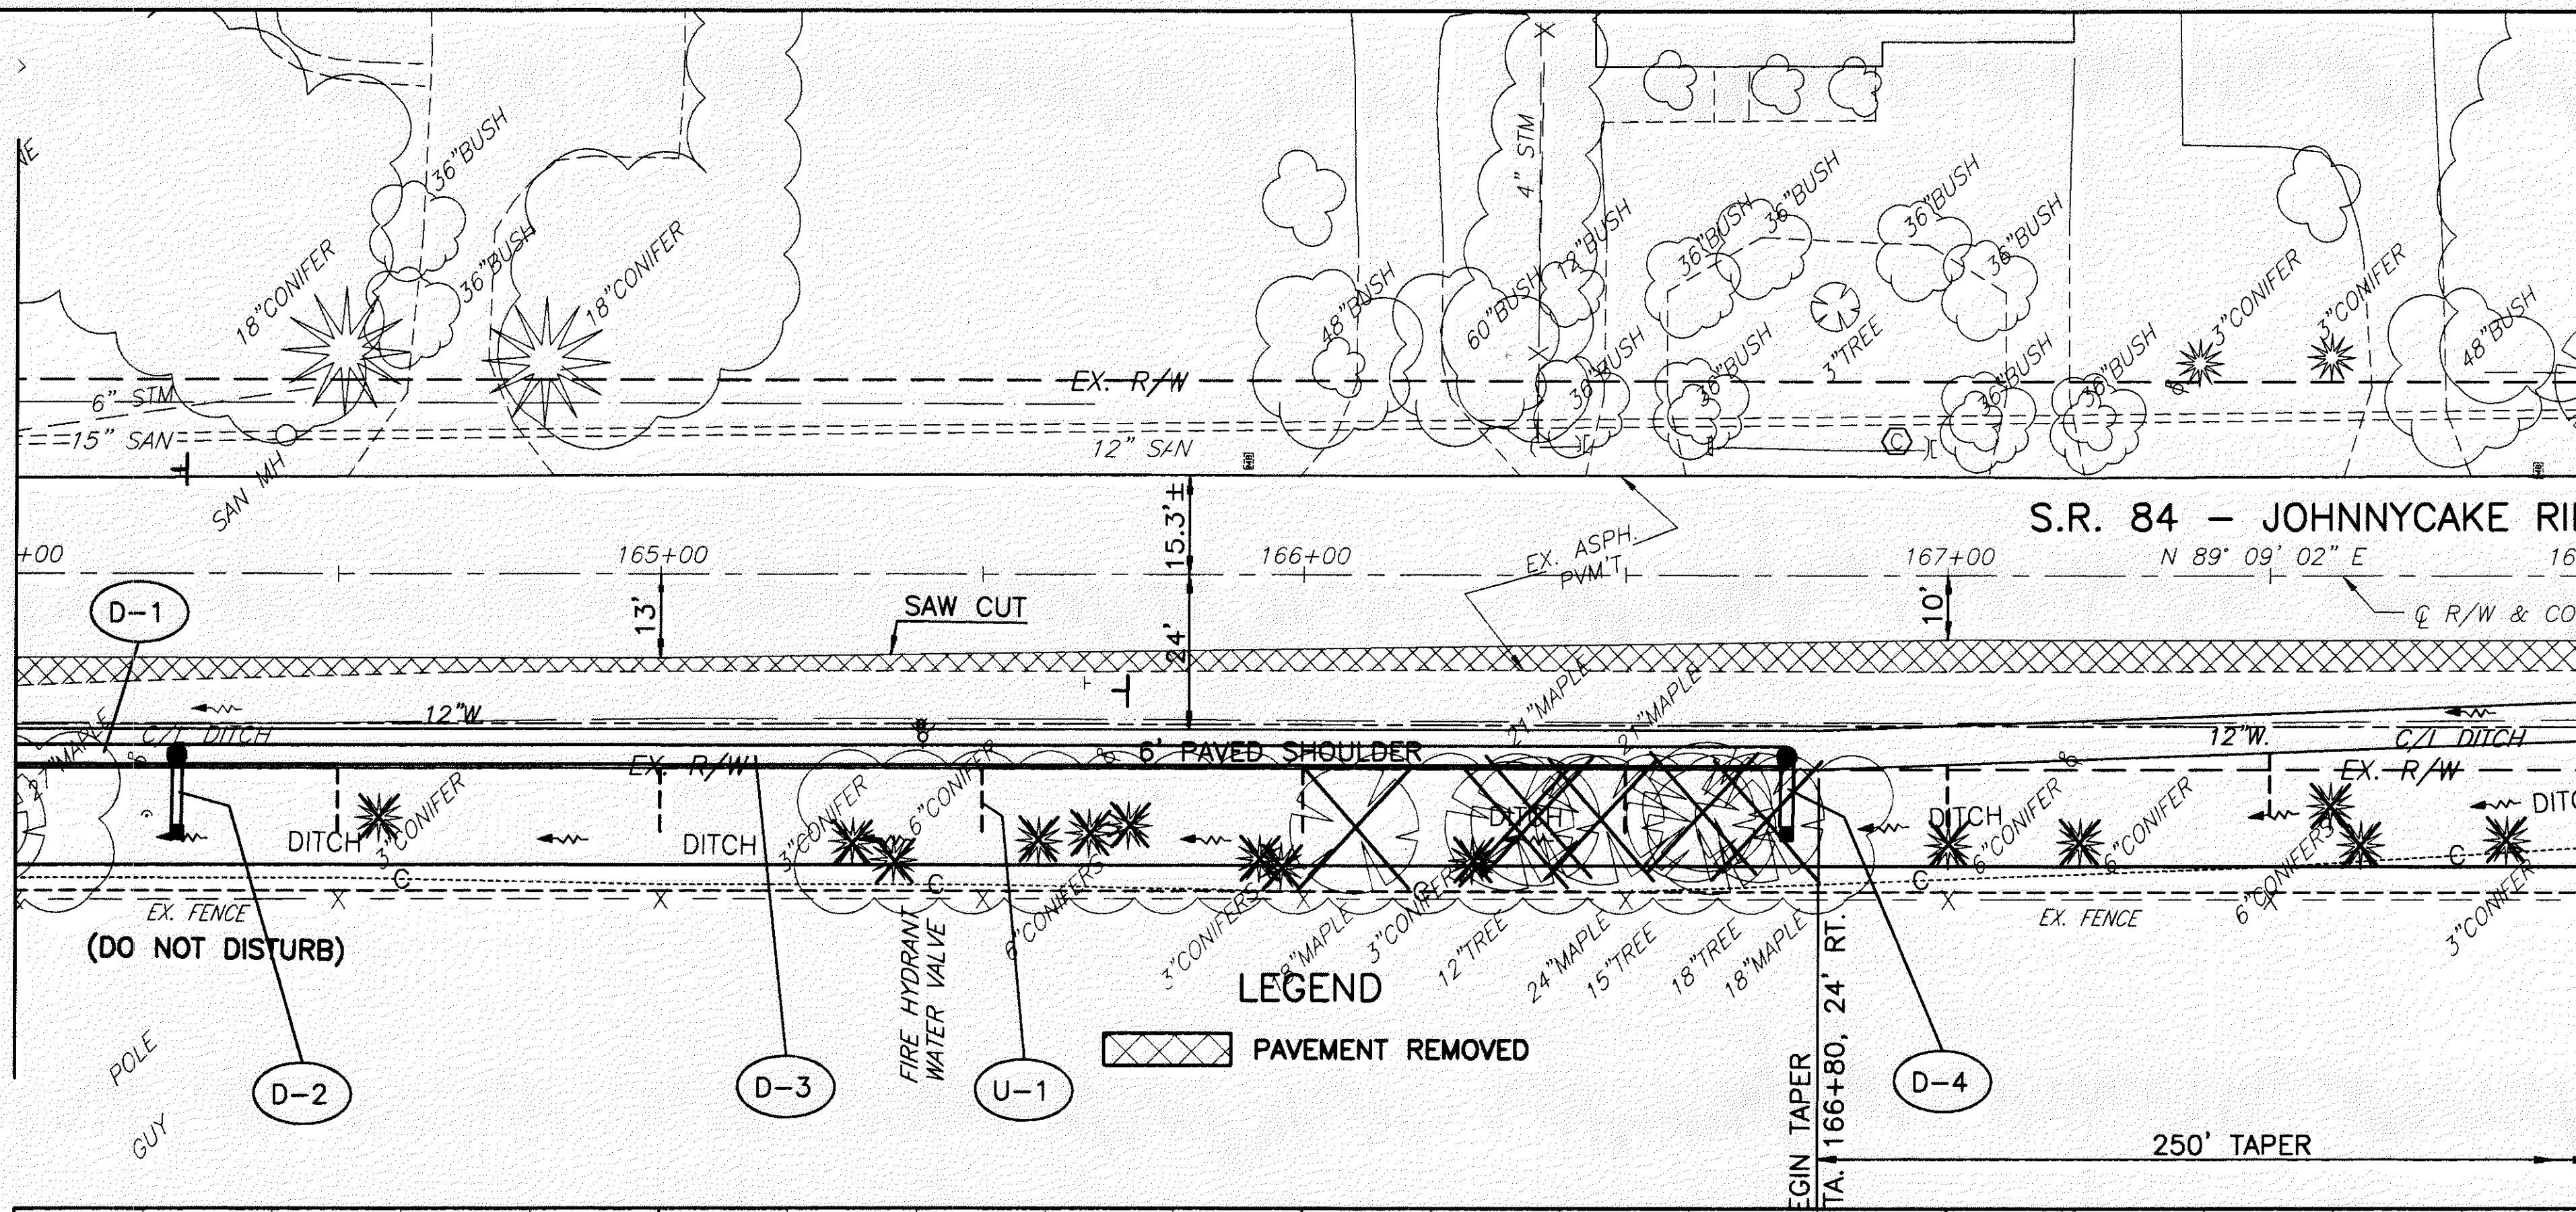 36"BUSH
36"BUSH
18"CONIFER
18"CONIFER
4" STM
48"BUSH
60"BUSH
12"BUSH
36"BUSH
36"BUSH
36"BUSH
36"BUSH
36"BUSH
36"BUSH
3"TREE
36"BUSH
36"BUSH
3"CONIFER
3"CONIFER
48"BUSH
6" STM
EX. R/W
15" SAN
12" SAN
C
SAN MH
15.3'±
EX. ASPH.
PVM'T
S.R. 84 – JOHNNYCAKE RI
+00
165+00
166+00
167+00
N 89° 09' 02" E
16
D-1
13'
SAW CUT
24'
10'
℄ R/W & CO
21"MAPLE
21"MAPLE
27"MAPLE
C/L DITCH
12"W.
EX. R/W
6' PAVED SHOULDER
12"W.
C/L DITCH
EX. R/W
DITCH
3"CONIFER
DITCH
3"CONIFER
6"CONIFER
DITCH
DITCH
6"CONIFER
6"CONIFER
DITC
C
C
C
C
C
EX. FENCE
(DO NOT DISTURB)
FIRE HYDRANT
WATER VALVE
6"CONIFERS
3"CONIFERS
18"MAPLE
3"CONIFERS
12"TREE
24"MAPLE
15"TREE
18"TREE
18"MAPLE
EX. FENCE
6"CONIFERS
3"CONIFER
LEGEND
PAVEMENT REMOVED
POLE
GUY
D-2
D-3
U-1
D-4
EGIN TAPER
TA. 166+80, 24' RT.
250' TAPER